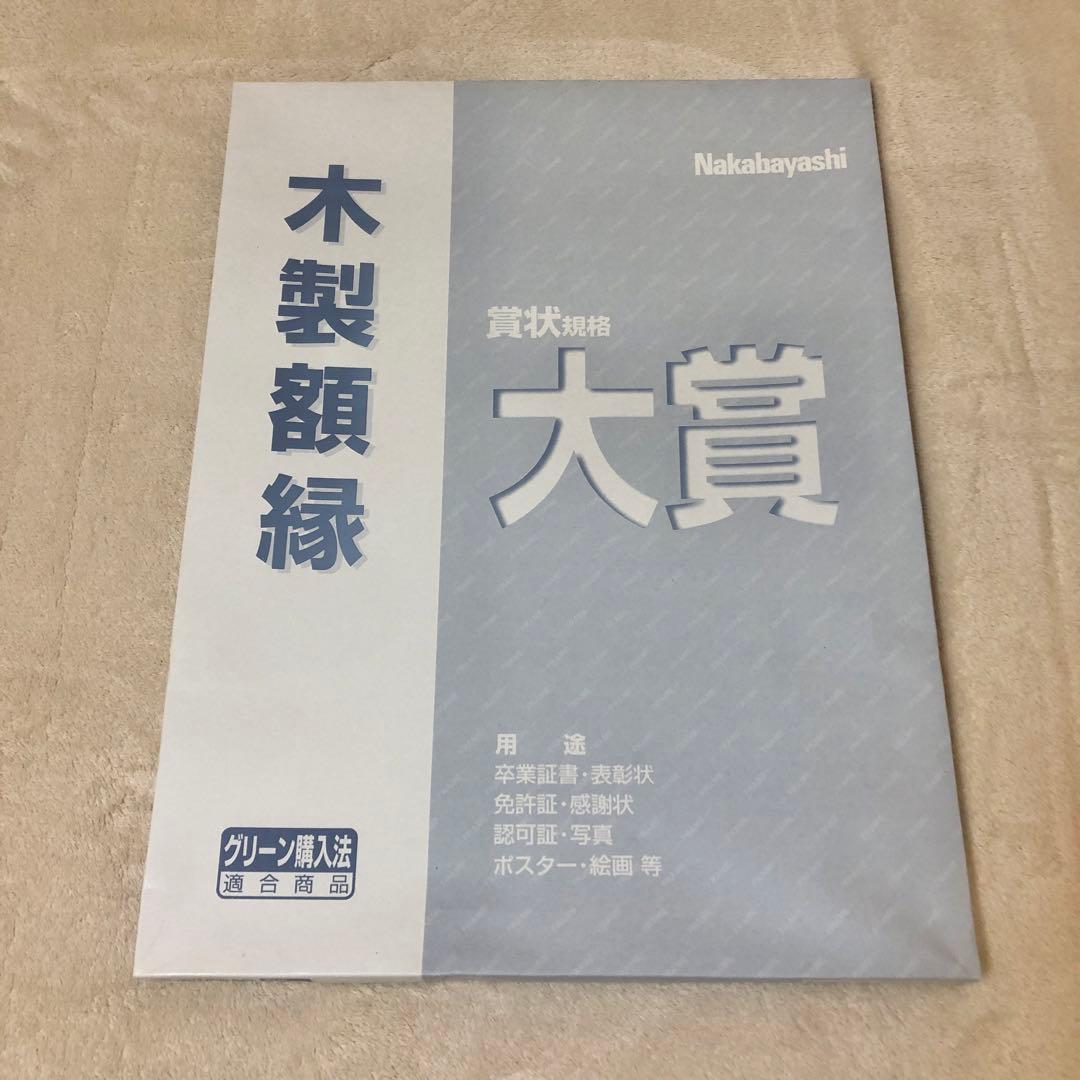 木製額縁
Nakabayashi
賞状規格
大賞
用 途
卒業証書・表彰状
免許証・感謝状
認可証・写真
ポスター・絵画 等
グリーン購入法
適合商品